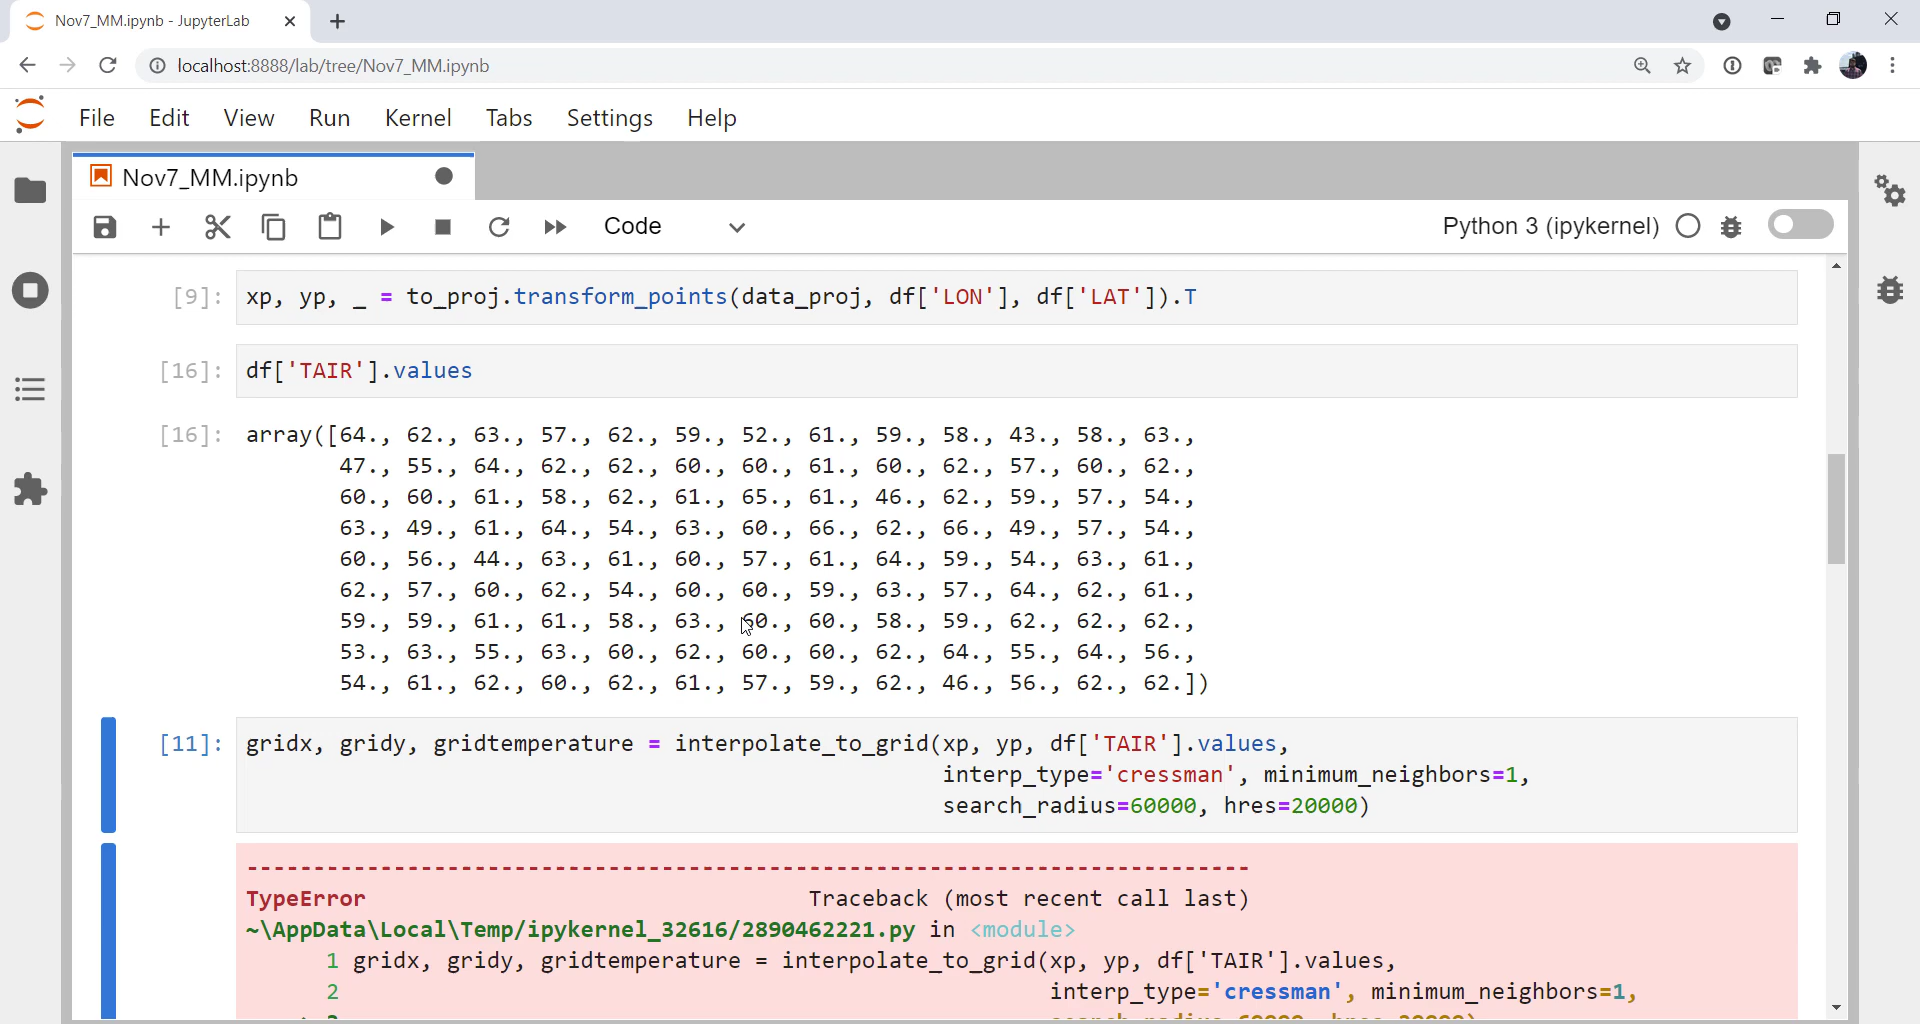 Nov7_MM.ipynb - JupyterLab
localhost:8888/lab/tree/Nov7_MM.ipynb
File Edit View Run Kernel Tabs Settings Help
Nov7_MM.ipynb
Code Python 3 (ipykernel)
[9]: xp, yp, _ = to_proj.transform_points(data_proj, df['LON'], df['LAT']).T
[16]: df['TAIR'].values
[16]: array([64., 62., 63., 57., 62., 59., 52., 61., 59., 58., 43., 58., 63.,
47., 55., 64., 62., 62., 60., 60., 61., 60., 62., 57., 60., 62.,
60., 60., 61., 58., 62., 61., 65., 61., 46., 62., 59., 57., 54.,
63., 49., 61., 64., 54., 63., 60., 66., 62., 66., 49., 57., 54.,
60., 56., 44., 63., 61., 60., 57., 61., 64., 59., 54., 63., 61.,
62., 57., 60., 62., 54., 60., 60., 59., 63., 57., 64., 62., 61.,
59., 59., 61., 61., 58., 63., 60., 60., 58., 59., 62., 62., 62.,
53., 63., 55., 63., 60., 62., 60., 60., 62., 64., 55., 64., 56.,
54., 61., 62., 60., 62., 61., 57., 59., 62., 46., 56., 62., 62.])
[11]: gridx, gridy, gridtemperature = interpolate_to_grid(xp, yp, df['TAIR'].values,
interp_type='cressman', minimum_neighbors=1,
search_radius=60000, hres=20000)
---------------------------------------------------------------------------
TypeError Traceback (most recent call last)
~\AppData\Local\Temp/ipykernel_32616/2890462221.py in <module>
1 gridx, gridy, gridtemperature = interpolate_to_grid(xp, yp, df['TAIR'].values,
2 interp_type='cressman', minimum_neighbors=1,